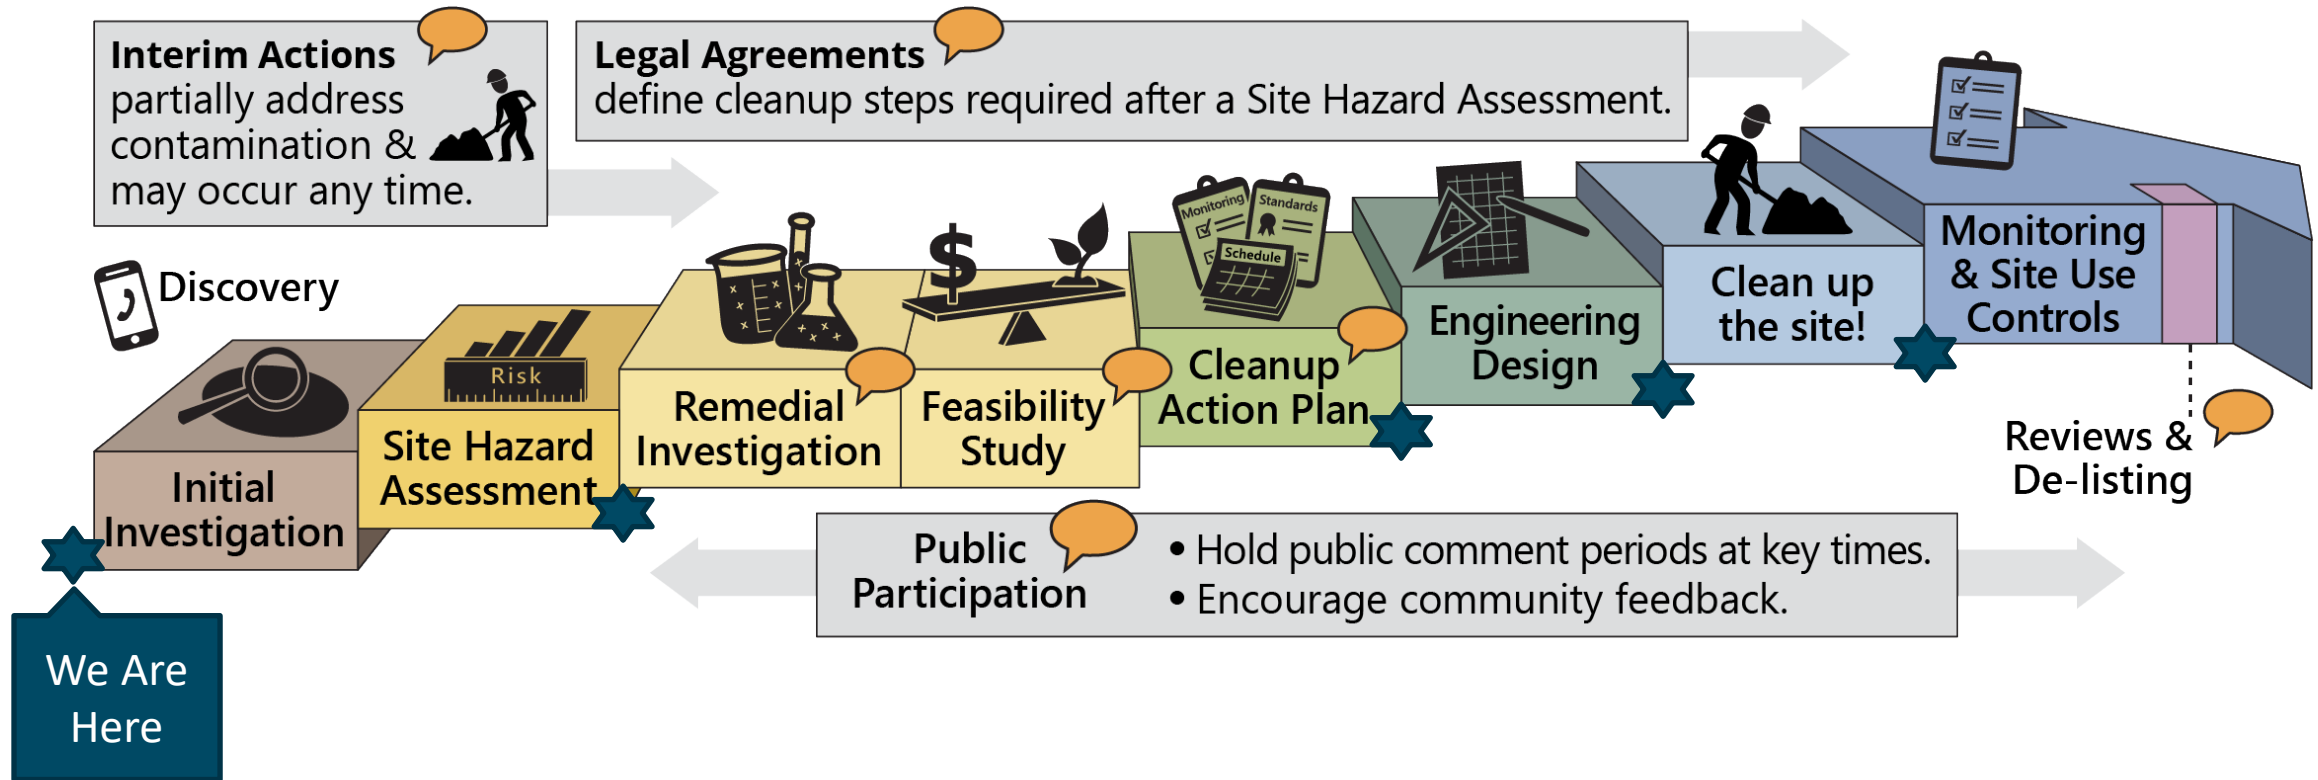 Interim Actions
partially address
contamination &
may occur any time.
Legal Agreements
define cleanup steps required after a Site Hazard Assessment.
Discovery
Initial
Investigation
Risk
Site Hazard
Assessment
Remedial
Investigation
$
Feasibility
Study
Monitoring
Standards
Schedule
Cleanup
Action Plan
Engineering
Design
Clean up
the site!
Monitoring
& Site Use
Controls
Reviews &
De-listing
Public
Participation
• Hold public comment periods at key times.
• Encourage community feedback.
We Are
Here